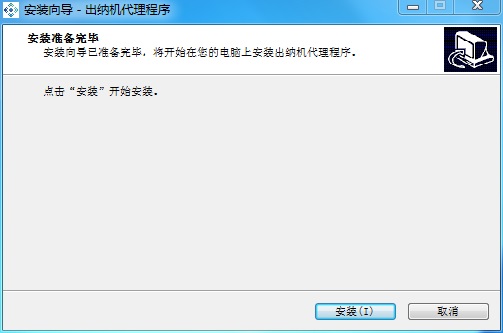 安装向导 - 出纳机代理程序
安装准备完毕
安装向导已准备完毕，将开始在您的电脑上安装出纳机代理程序。
点击“安装”开始安装。
安装(I)
取消